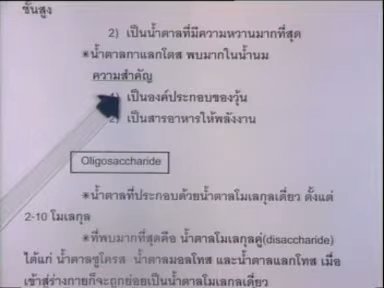 ชั้นสูง
2) เป็นน้ำตาลที่มีความหวานมากที่สุด
*น้ำตาลกาแลกโตส พบมากในน้ำนม
ความสำคัญ
1) เป็นองค์ประกอบของวุ้น
2) เป็นสารอาหารให้พลังงาน
Oligosaccharide
*น้ำตาลที่ประกอบด้วยน้ำตาลโมเลกุลเดี่ยว ตั้งแต่
2-10 โมเลกุล
*ที่พบมากที่สุดคือ น้ำตาลโมเลกุลคู่(disaccharide)
ได้แก่ น้ำตาลซูโครส น้ำตาลมอลโทส และน้ำตาลแลกโทส เมื่อ
เข้าสู่ร่างกายก็จะถูกย่อยเป็นน้ำตาลโมเลกุลเดี่ยว